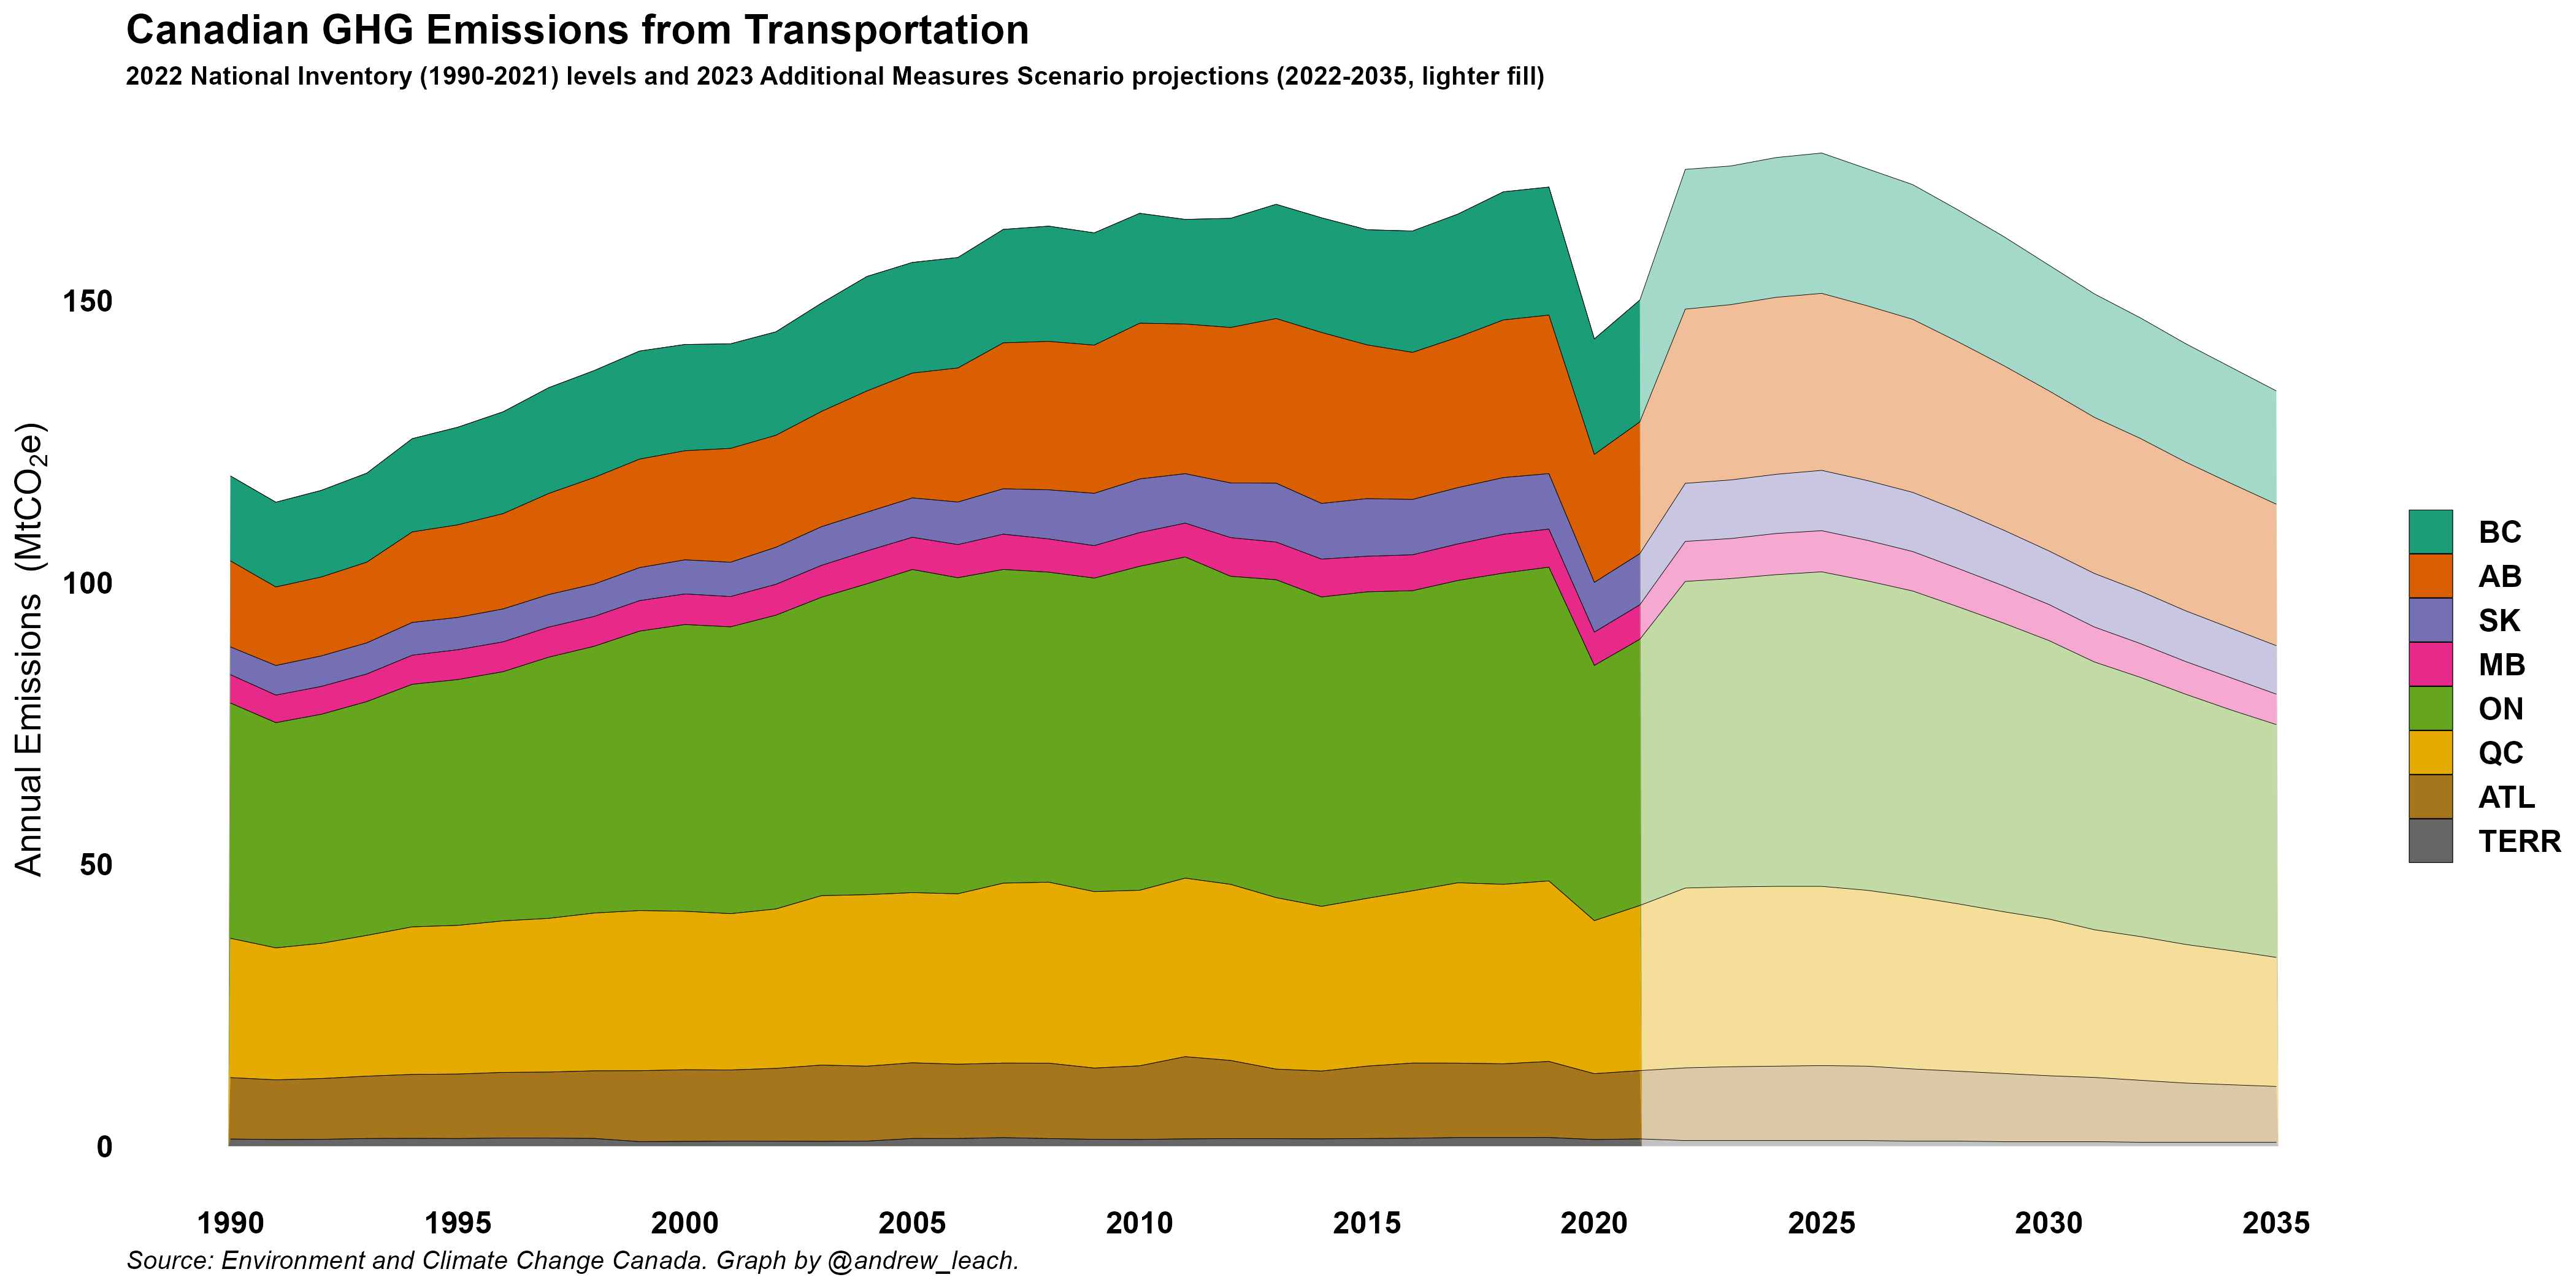 Canadian GHG Emissions from Transportation
2022 National Inventory (1990-2021) levels and 2023 Additional Measures Scenario projections (2022-2035, lighter fill)
Annual Emissions (MtCO₂e)
150
100
50
0
1990 1995 2000 2005 2010 2015 2020 2025 2030 2035
BC
AB
SK
MB
ON
QC
ATL
TERR
Source: Environment and Climate Change Canada. Graph by @andrew_leach.